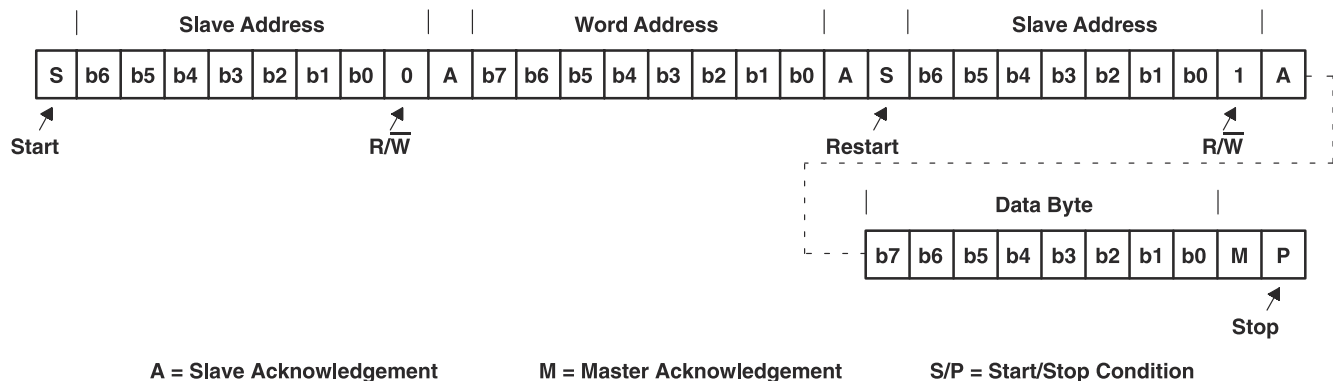 Slave Address Word Address Slave Address
S b6 b5 b4 b3 b2 b1 b0 0 A b7 b6 b5 b4 b3 b2 b1 b0 A S b6 b5 b4 b3 b2 b1 b0 1 A
Start R/W̅ Restart R/W̅
Data Byte
b7 b6 b5 b4 b3 b2 b1 b0 M P
Stop
A = Slave Acknowledgement M = Master Acknowledgement S/P = Start/Stop Condition